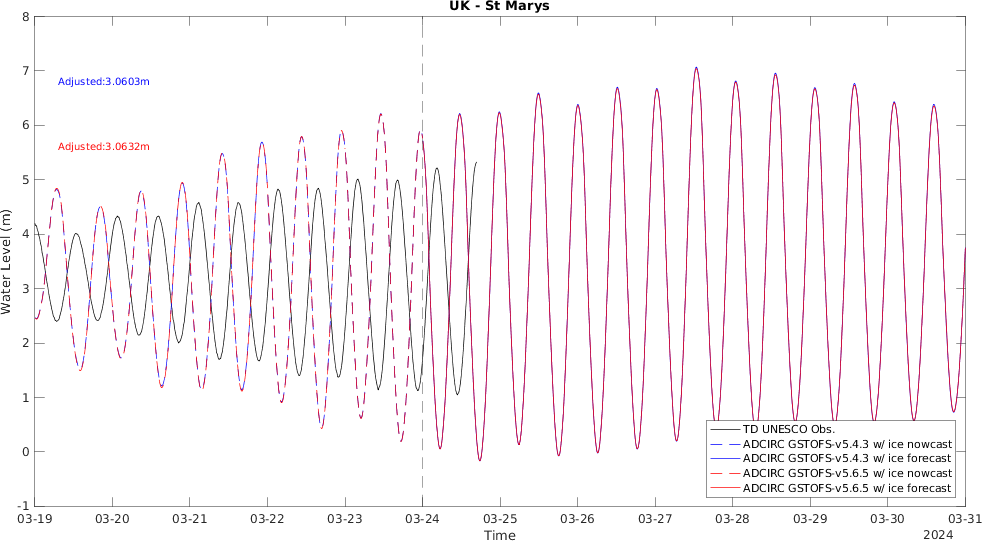 UK - St Marys
8
7
6
5
4
3
2
1
0
-1
Water Level (m)
Adjusted:3.0603m
Adjusted:3.0632m
TD UNESCO Obs.
ADCIRC GSTOFS-v5.4.3 w/ ice nowcast
ADCIRC GSTOFS-v5.4.3 w/ ice forecast
ADCIRC GSTOFS-v5.6.5 w/ ice nowcast
ADCIRC GSTOFS-v5.6.5 w/ ice forecast
03-19 03-20 03-21 03-22 03-23 03-24 03-25 03-26 03-27 03-28 03-29 03-30 03-31
Time
2024